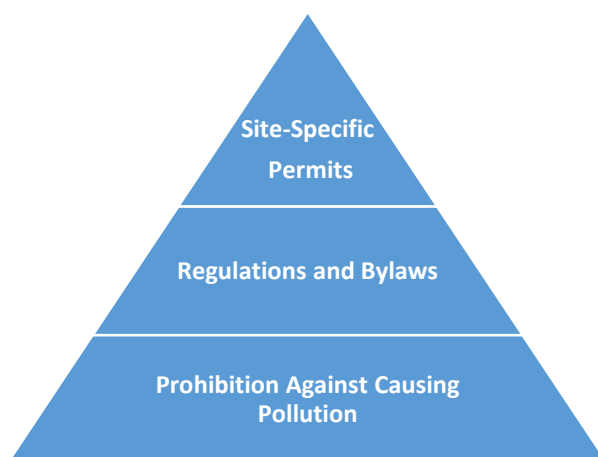 Site-Specific
Permits
Regulations and Bylaws
Prohibition Against Causing
Pollution